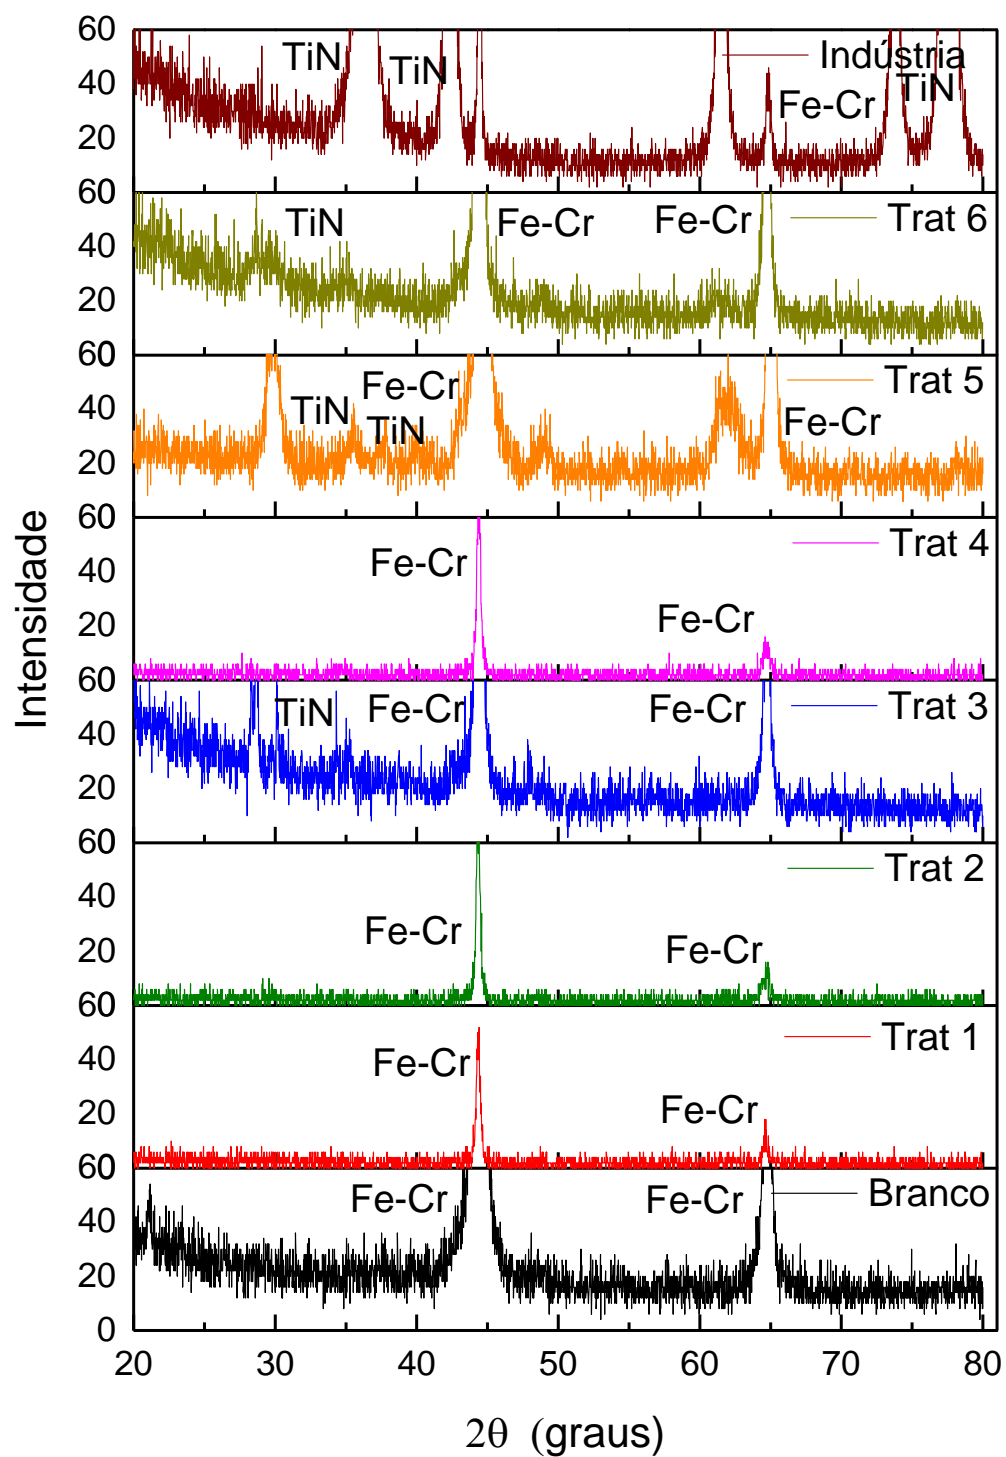 Intensidade
60
40
20
60
TiN
TiN
Indústria
Fe-Cr
TiN
40
20
60
TiN
Fe-Cr
Fe-Cr
Trat 6
40
20
0
TiN
Fe-Cr
TiN
Trat 5
Fe-Cr
60
40
20
60
Fe-Cr
Fe-Cr
Trat 4
40
20
60
TiN
Fe-Cr
Fe-Cr
Trat 3
40
20
60
Fe-Cr
Fe-Cr
Trat 2
40
20
60
Fe-Cr
Fe-Cr
Trat 1
40
20
60
Fe-Cr
Fe-Cr
Branco
40
20
0
20 30 40 50 60 70 80
2θ (graus)